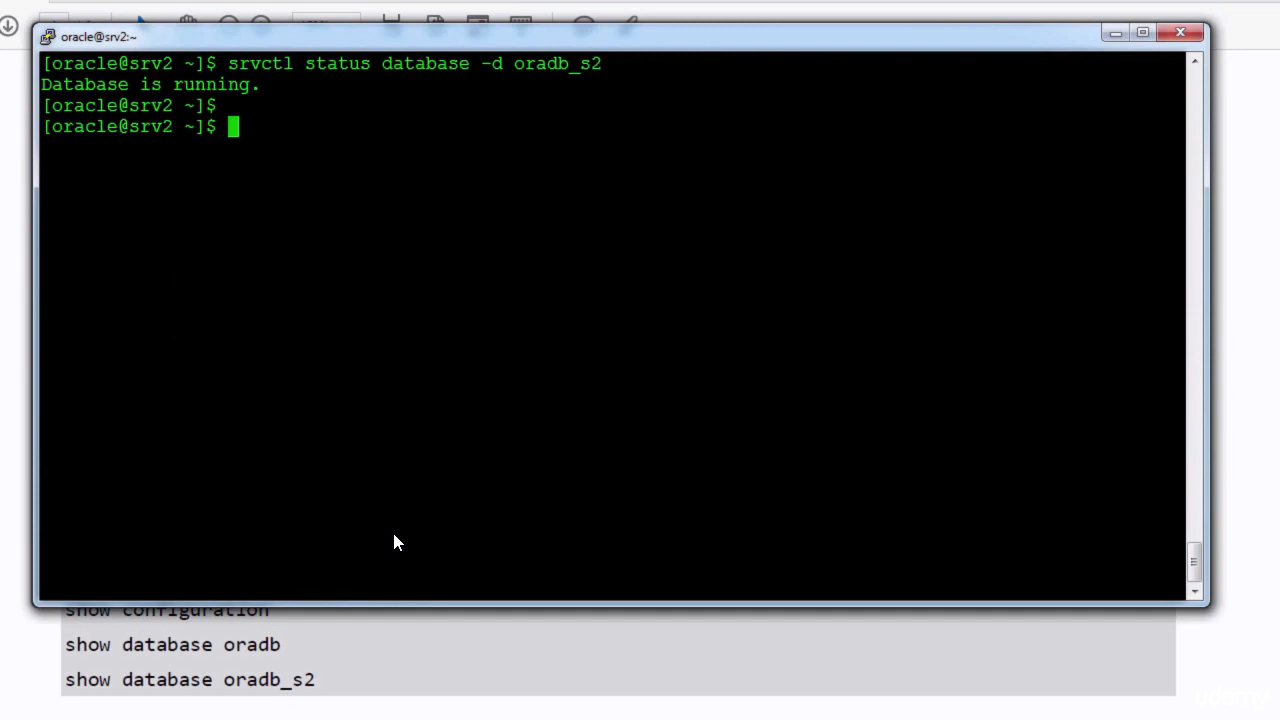 oracle@srv2:~
[oracle@srv2 ~]$ srvctl status database -d oradb_s2
Database is running.
[oracle@srv2 ~]$
[oracle@srv2 ~]$
show configuration
show database oradb
show database oradb_s2
udemy